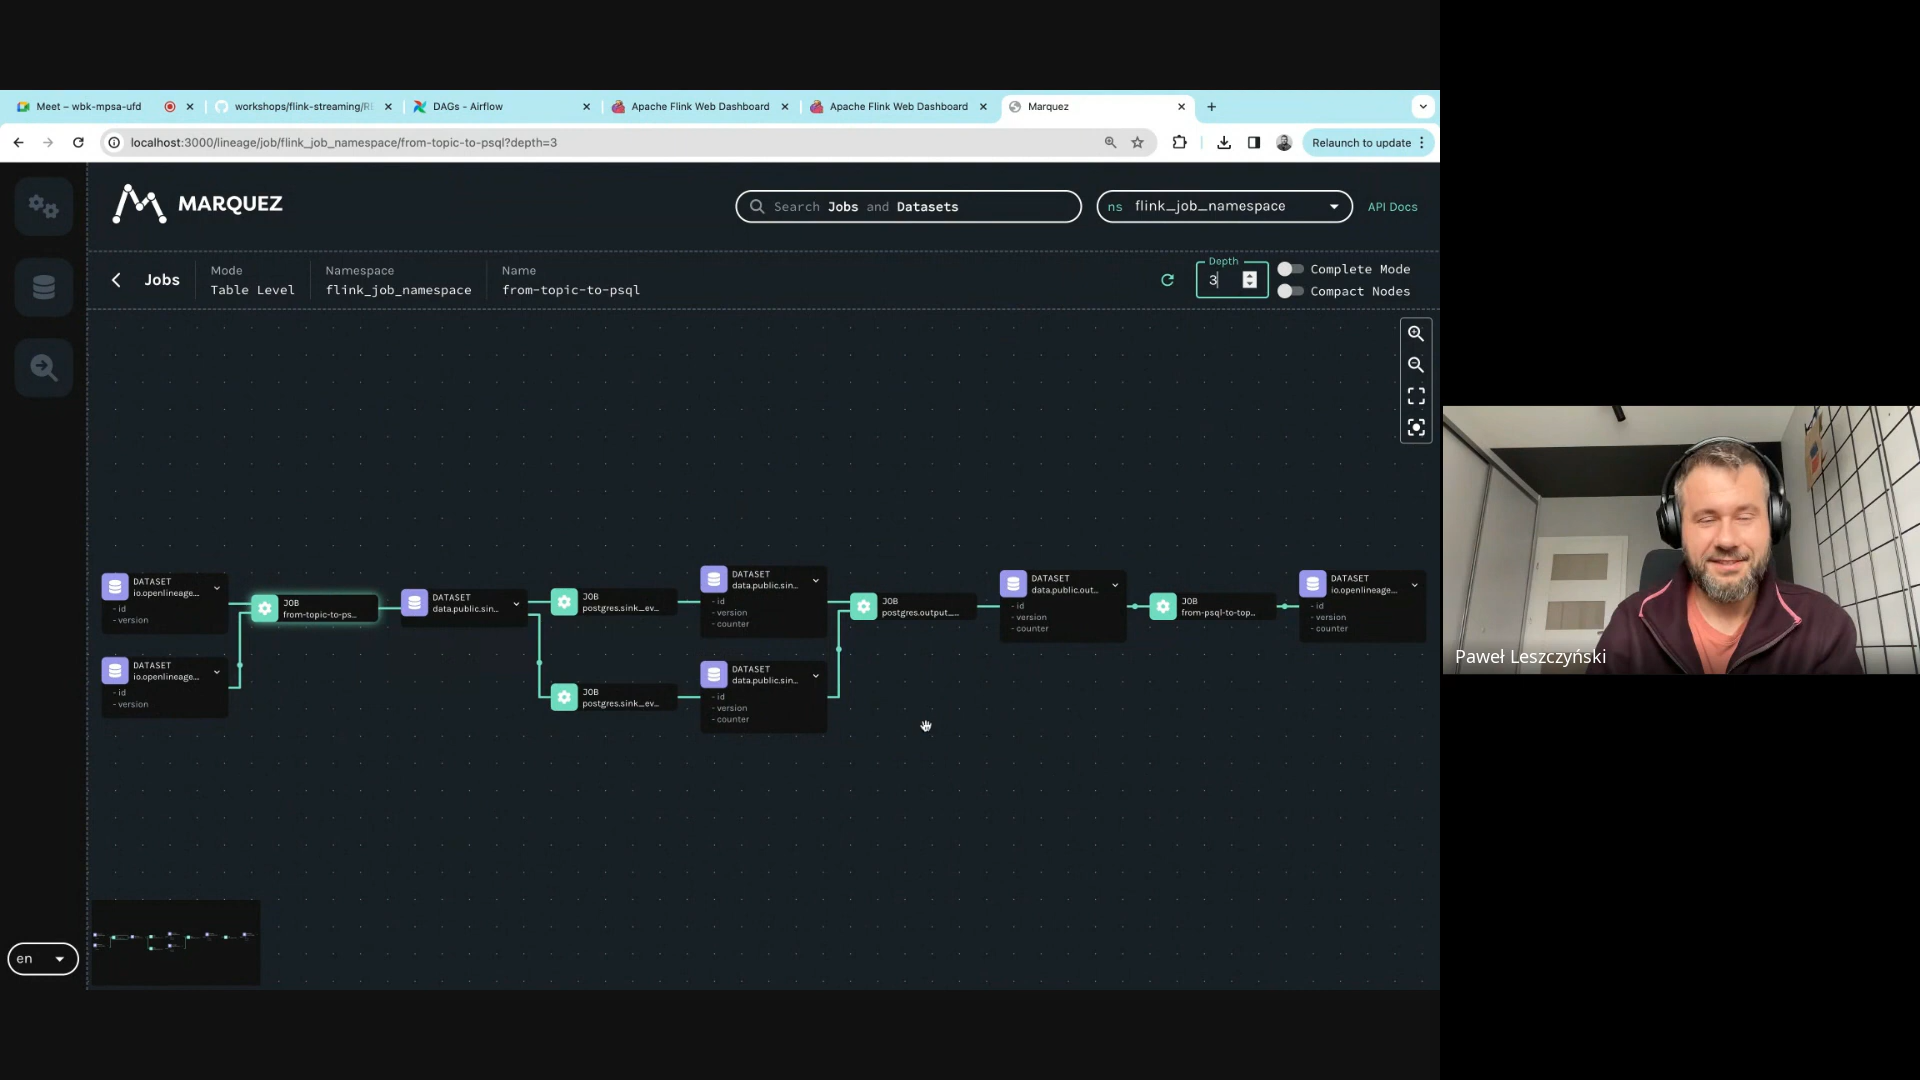 Meet – wbk-mpsa-ufd
workshops/flink-streaming/RE
DAGs - Airflow
Apache Flink Web Dashboard
Apache Flink Web Dashboard
Marquez
localhost:3000/lineage/job/flink_job_namespace/from-topic-to-psql?depth=3
Relaunch to update
MARQUEZ
Search Jobs and Datasets
ns flink_job_namespace
API Docs
Jobs
Mode
Table Level
Namespace
flink_job_namespace
Name
from-topic-to-psql
Depth
3
Complete Mode
Compact Nodes
DATASET
io.openlineage...
- id
- version
DATASET
io.openlineage...
- id
- version
JOB
from-topic-to-ps...
DATASET
data.public.sin...
JOB
postgres.sink_ev...
JOB
postgres.sink_ev...
DATASET
data.public.sin...
- id
- version
- counter
DATASET
data.public.sin...
- id
- version
- counter
JOB
postgres.output_...
DATASET
data.public.out...
- id
- version
- counter
JOB
from-psql-to-top...
DATASET
io.openlineage...
- id
- version
- counter
en
Paweł Leszczyński